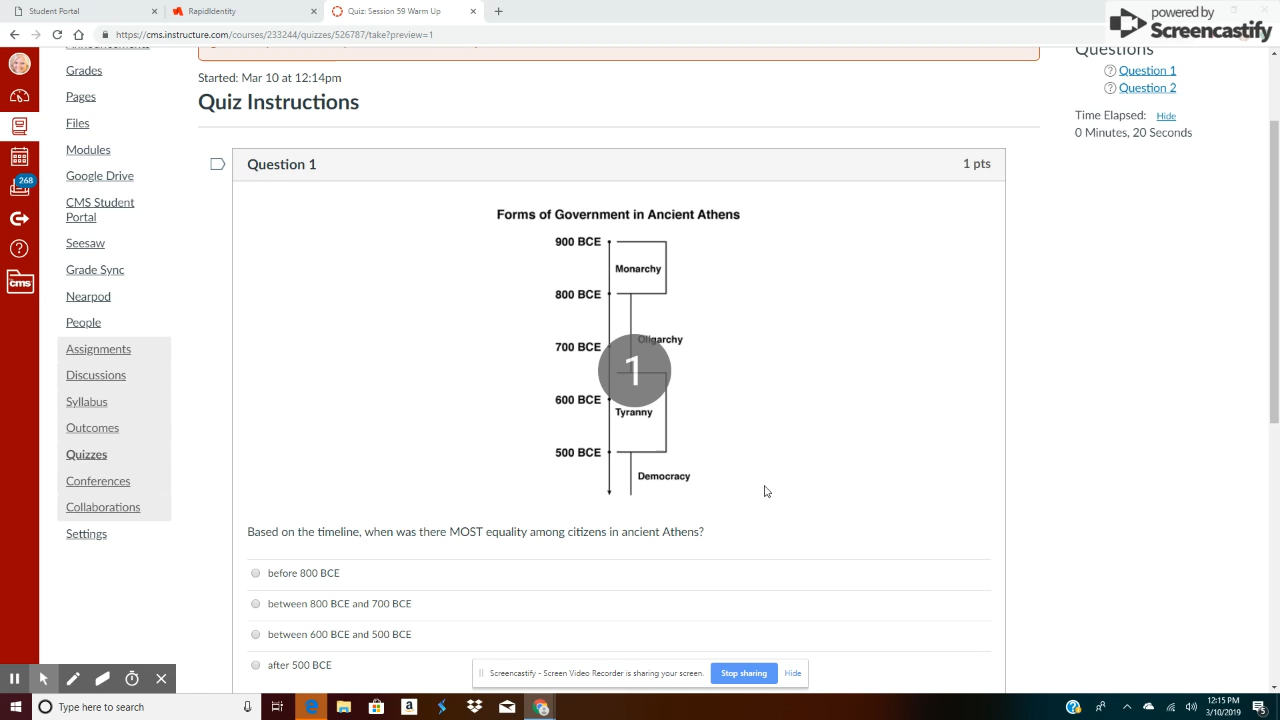 Student Portal
RapidIdentity
Quiz: Session 59 Warm Up
https://cms.instructure.com/courses/233244/quizzes/526787/take?preview=1
powered by
Screencastify
Announcements
Grades
Pages
Files
Modules
Google Drive
CMS Student
Portal
Seesaw
Grade Sync
Nearpod
People
Assignments
Discussions
Syllabus
Outcomes
Quizzes
Conferences
Collaborations
Settings
268
cms
Started: Mar 10 at 12:14pm
Quiz Instructions
Question 1
1 pts
Forms of Government in Ancient Athens
900 BCE
Monarchy
800 BCE
Oligarchy
700 BCE
1
600 BCE
Tyranny
500 BCE
Democracy
Based on the timeline, when was there MOST equality among citizens in ancient Athens?
before 800 BCE
between 800 BCE and 700 BCE
between 600 BCE and 500 BCE
after 500 BCE
Questions
Question 1
Question 2
Time Elapsed: Hide
0 Minutes, 20 Seconds
Screencastify - Screen Video Recorder is sharing your screen. Stop sharing Hide
Type here to search
12:15 PM
3/10/2019
5